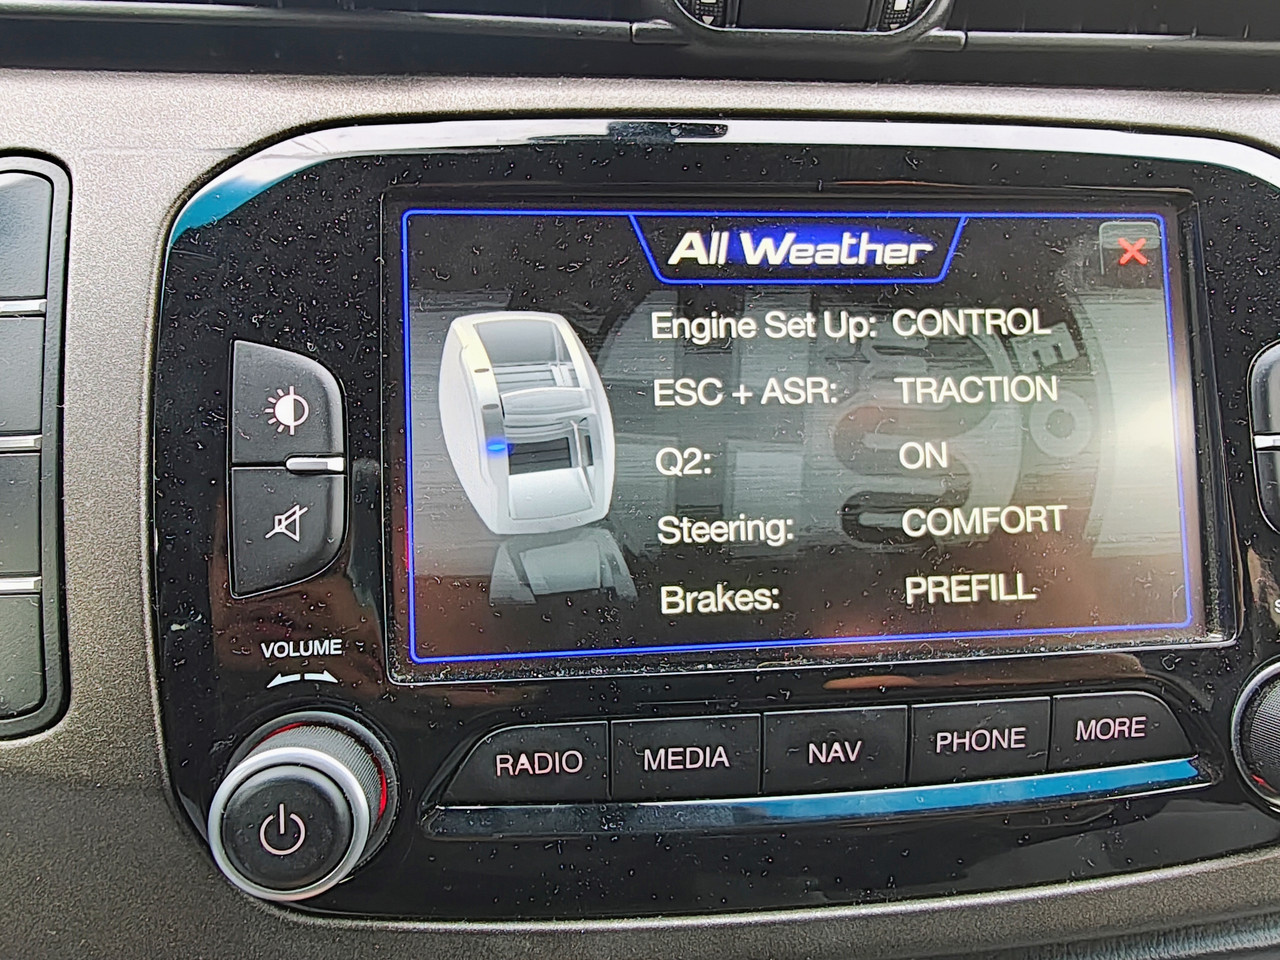 All Weather
Engine Set Up: CONTROL
ESC + ASR: TRACTION
Q2: ON
Steering: COMFORT
Brakes: PREFILL
VOLUME
RADIO MEDIA NAV PHONE MORE